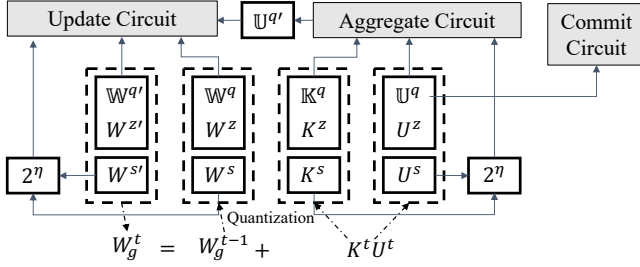 Update Circuit
𝕌^{q′}
Aggregate Circuit
Commit Circuit
𝕎^{q′} 𝕎^q 𝕂^q 𝕌^q
W^{z′} W^z K^z U^z
2^η W^{s′} W^s K^s U^s 2^η
Quantization
W_g^t = W_g^{t−1} + K^t U^t